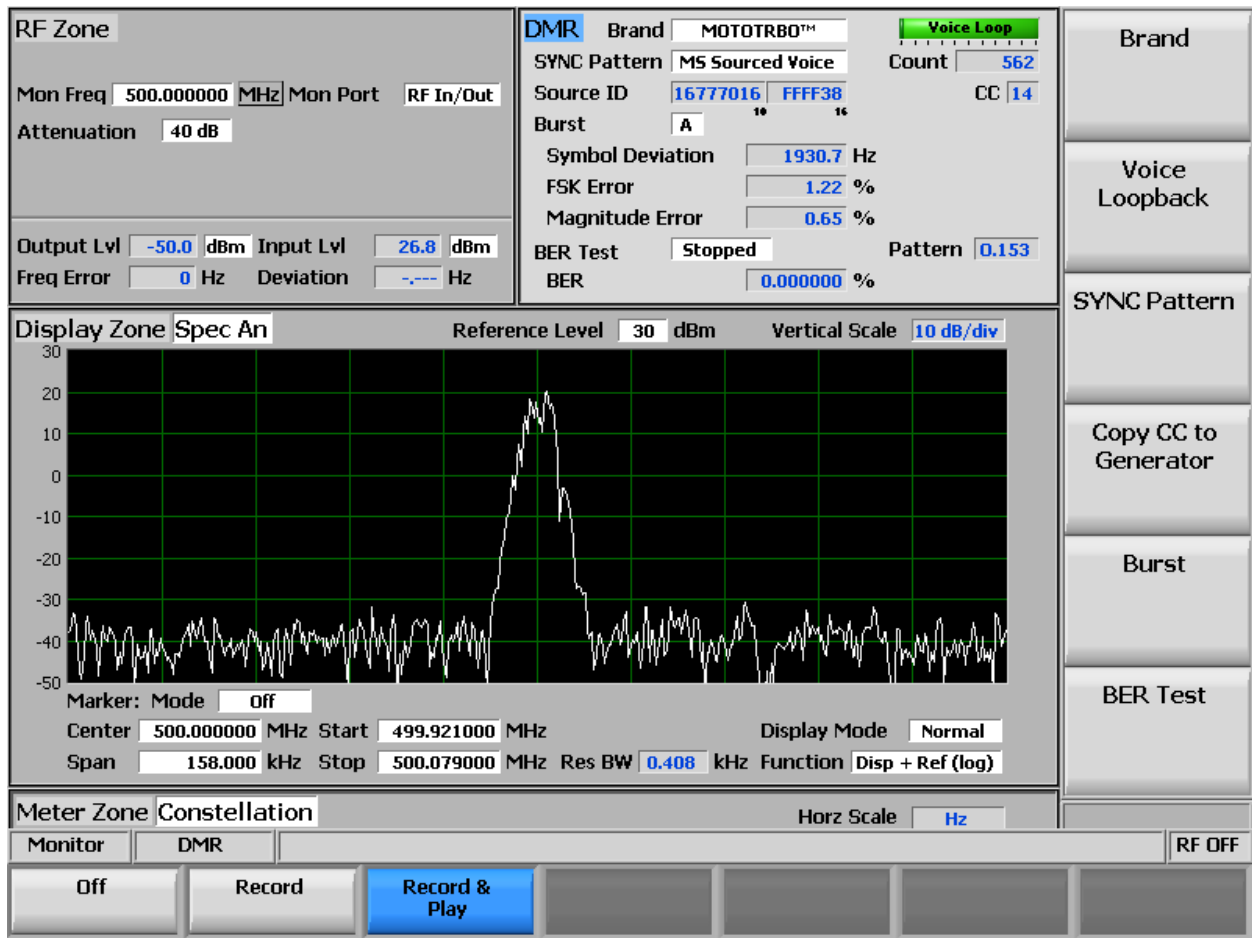 RF Zone
Mon Freq 500.000000 MHz Mon Port RF In/Out
Attenuation 40 dB
Output Lvl -50.0 dBm Input Lvl 26.8 dBm
Freq Error 0 Hz Deviation -.--- Hz
DMR Brand MOTOTRBO™ Voice Loop
SYNC Pattern MS Sourced Voice Count 562
Source ID 16777016 FFFF38 CC 14
10 16
Burst A
Symbol Deviation 1930.7 Hz
FSK Error 1.22 %
Magnitude Error 0.65 %
BER Test Stopped Pattern O.153
BER 0.000000 %
Display Zone Spec An Reference Level 30 dBm Vertical Scale 10 dB/div
30
20
10
0
-10
-20
-30
-40
-50
Marker: Mode Off
Center 500.000000 MHz Start 499.921000 MHz Display Mode Normal
Span 158.000 kHz Stop 500.079000 MHz Res BW 0.408 kHz Function Disp + Ref (log)
Meter Zone Constellation Horz Scale Hz
Monitor DMR RF OFF
Off Record Record &
Play
Brand
Voice
Loopback
SYNC Pattern
Copy CC to
Generator
Burst
BER Test